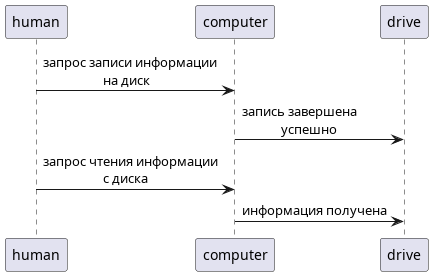 human computer drive
запрос записи информации
на диск
запись завершена
успешно
запрос чтения информации
с диска
информация получена
human computer drive